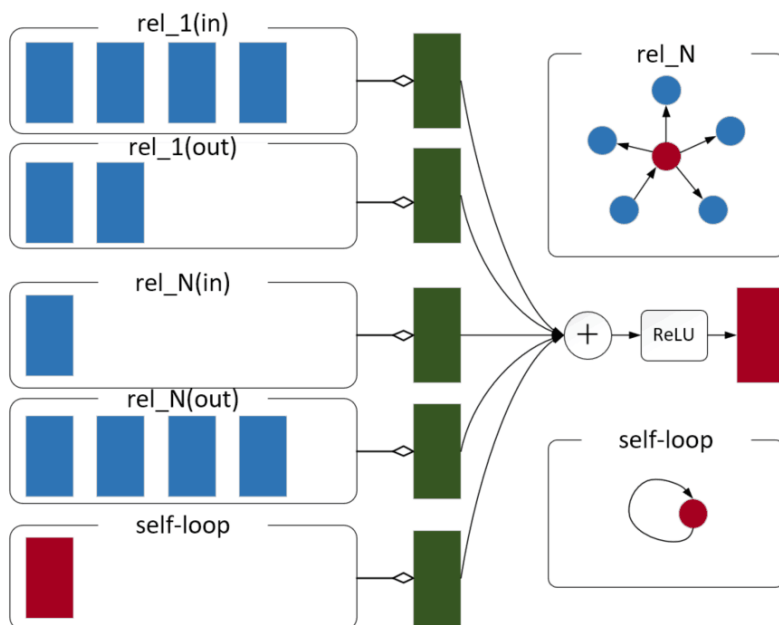 rel_1(in)
rel_1(out)
rel_N(in)
rel_N(out)
self-loop
+
ReLU
rel_N
self-loop